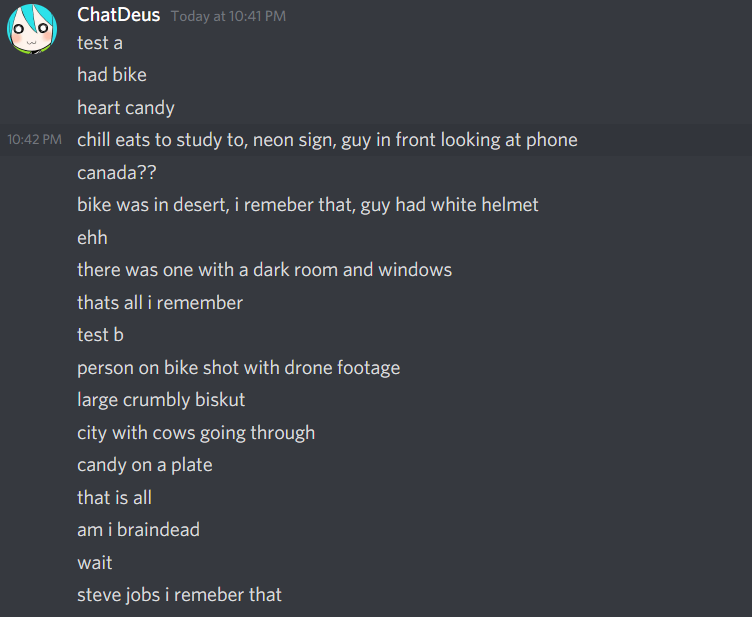 ChatDeus Today at 10:41 PM
test a
had bike
heart candy
10:42 PM chill eats to study to, neon sign, guy in front looking at phone
canada??
bike was in desert, i remeber that, guy had white helmet
ehh
there was one with a dark room and windows
thats all i remember
test b
person on bike shot with drone footage
large crumbly biskut
city with cows going through
candy on a plate
that is all
am i braindead
wait
steve jobs i remeber that